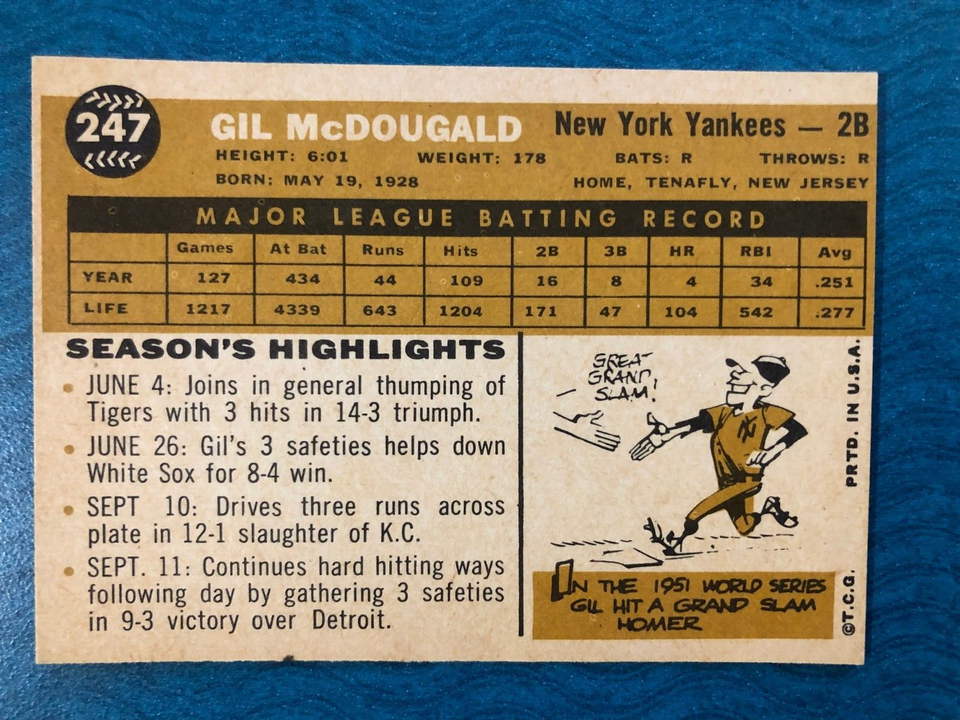 247
GIL McDOUGALD
New York Yankees — 2B
HEIGHT: 6:01 WEIGHT: 178 BATS: R THROWS: R
BORN: MAY 19, 1928 HOME, TENAFLY, NEW JERSEY
MAJOR LEAGUE BATTING RECORD
Games At Bat Runs Hits 2B 3B HR RBI Avg
YEAR 127 434 44 109 16 8 4 34 .251
LIFE 1217 4339 643 1204 171 47 104 542 .277
SEASON'S HIGHLIGHTS
• JUNE 4: Joins in general thumping of
Tigers with 3 hits in 14-3 triumph.
• JUNE 26: Gil's 3 safeties helps down
White Sox for 8-4 win.
• SEPT 10: Drives three runs across
plate in 12-1 slaughter of K.C.
• SEPT. 11: Continues hard hitting ways
following day by gathering 3 safeties
in 9-3 victory over Detroit.
GREAT
GRAND
SLAM!
NY
IN THE 1951 WORLD SERIES
GIL HIT A GRAND SLAM
HOMER
©T.C.G. PRTD. IN U.S.A.